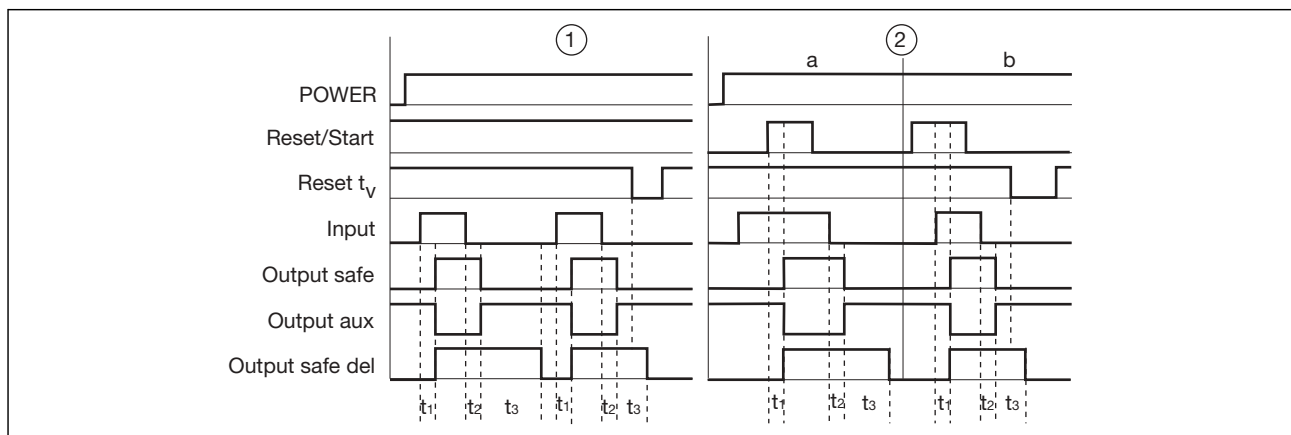 1
2
a
b
POWER
Reset/Start
Reset tV
Input
Output safe
Output aux
Output safe del
t1 t2 t3 t1 t2 t3 t1 t2 t3 t1 t2 t3